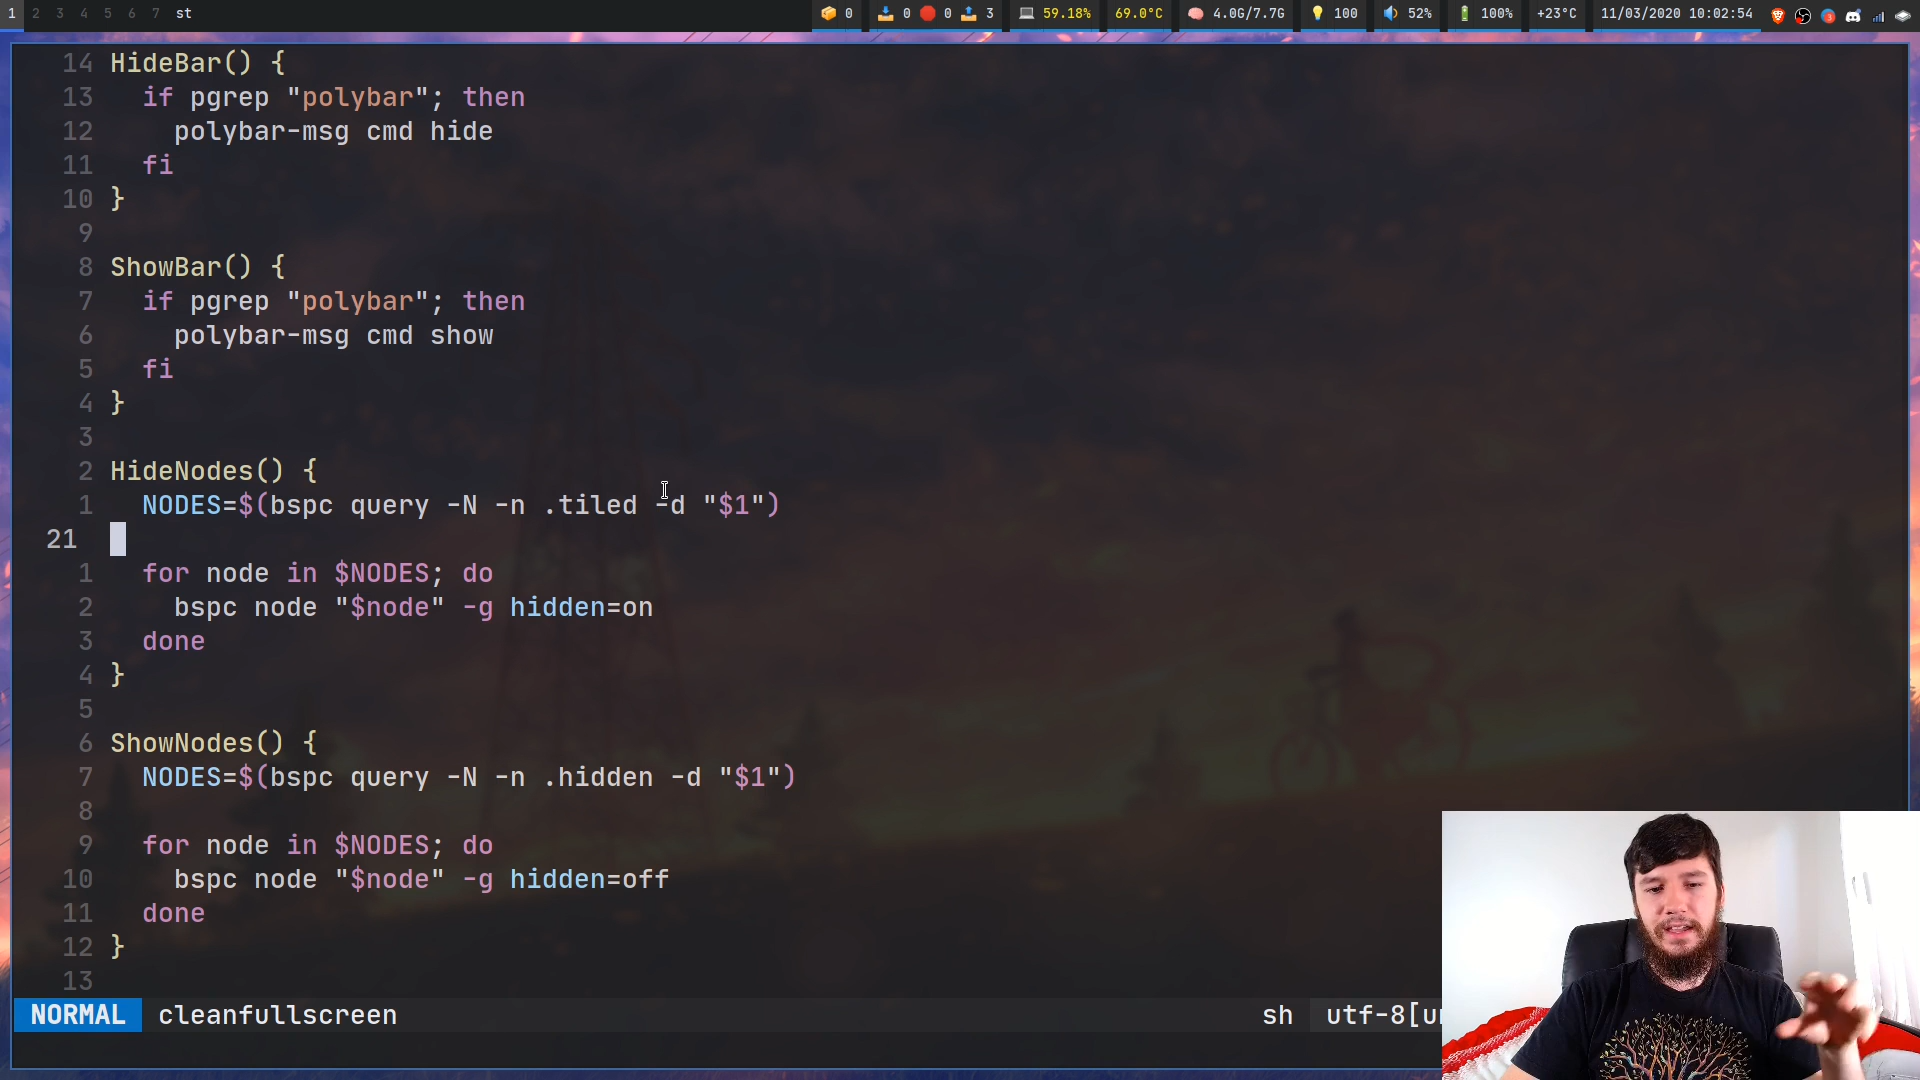 1 2 3 4 5 6 7 st 0 0 0 3 59.18% 69.0°C 4.0G/7.7G 100 52% 100% +23°C 11/03/2020 10:02:54
14 HideBar() {
13 if pgrep "polybar"; then
12 polybar-msg cmd hide
11 fi
10 }
9
8 ShowBar() {
7 if pgrep "polybar"; then
6 polybar-msg cmd show
5 fi
4 }
3
2 HideNodes() {
1 NODES=$(bspc query -N -n .tiled -d "$1")
21
1 for node in $NODES; do
2 bspc node "$node" -g hidden=on
3 done
4 }
5
6 ShowNodes() {
7 NODES=$(bspc query -N -n .hidden -d "$1")
8
9 for node in $NODES; do
10 bspc node "$node" -g hidden=off
11 done
12 }
13
NORMAL cleanfullscreen sh utf-8[un